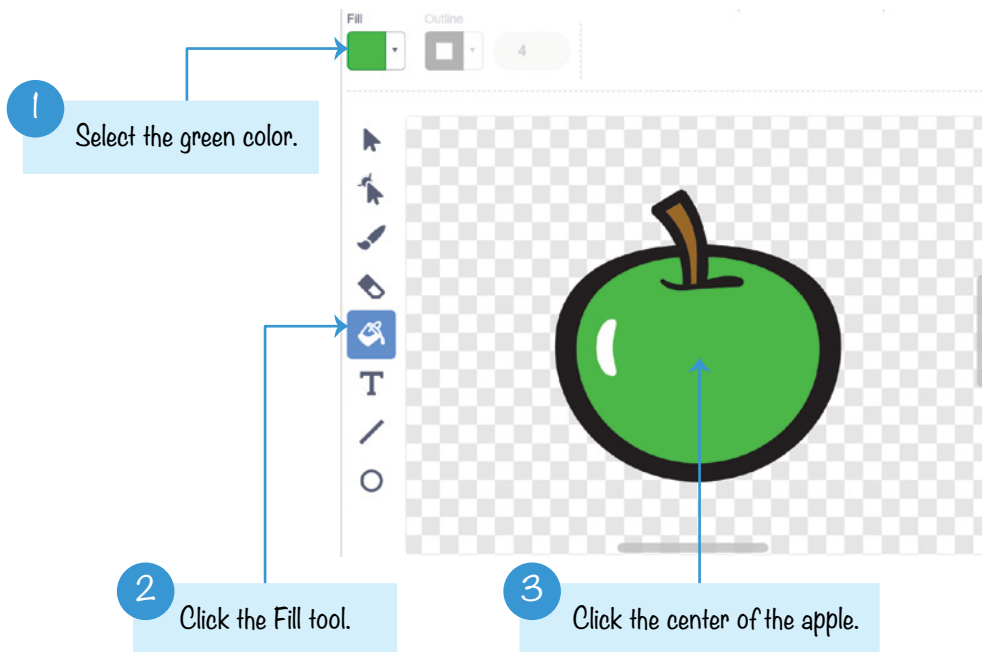 Fill
Outline
4
1
Select the green color.
T
2
Click the Fill tool.
3
Click the center of the apple.